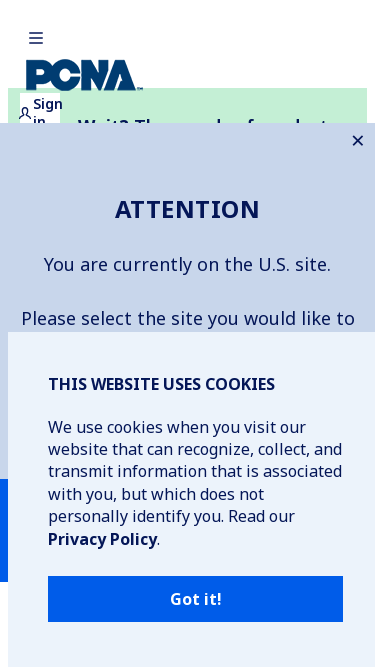 PCNA
Sign
in
ATTENTION
You are currently on the U.S. site.
Please select the site you would like to
THIS WEBSITE USES COOKIES
We use cookies when you visit our
website that can recognize, collect, and
transmit information that is associated
with you, but which does not
personally identify you. Read our
Privacy Policy.
Got it!